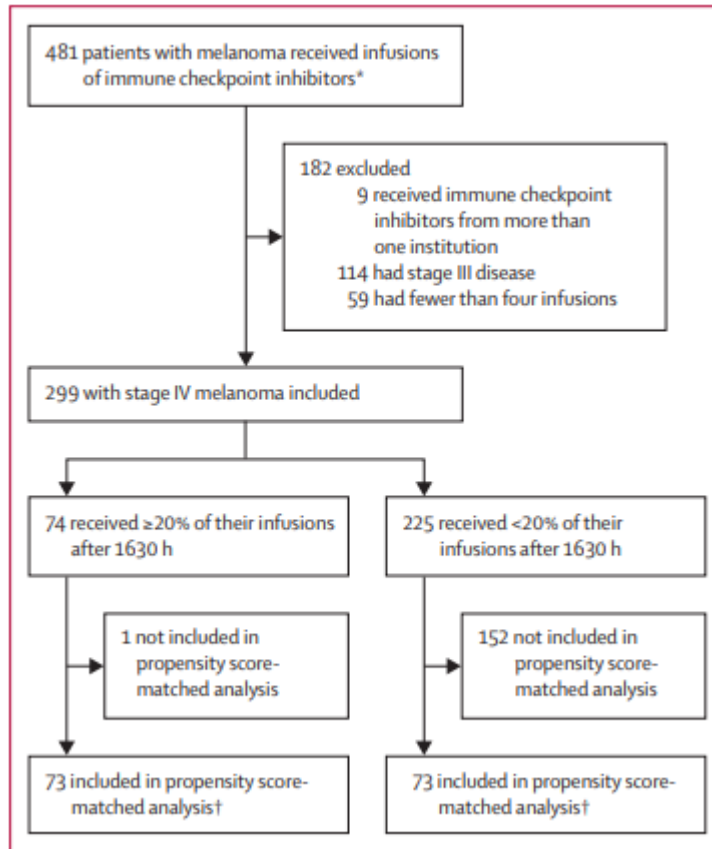 481 patients with melanoma received infusions
of immune checkpoint inhibitors*
182 excluded
9 received immune checkpoint
inhibitors from more than
one institution
114 had stage III disease
59 had fewer than four infusions
299 with stage IV melanoma included
74 received ≥20% of their infusions
after 1630 h
225 received <20% of their
infusions after 1630 h
1 not included in
propensity score-
matched analysis
152 not included in
propensity score-
matched analysis
73 included in propensity score-
matched analysis†
73 included in propensity score-
matched analysis†